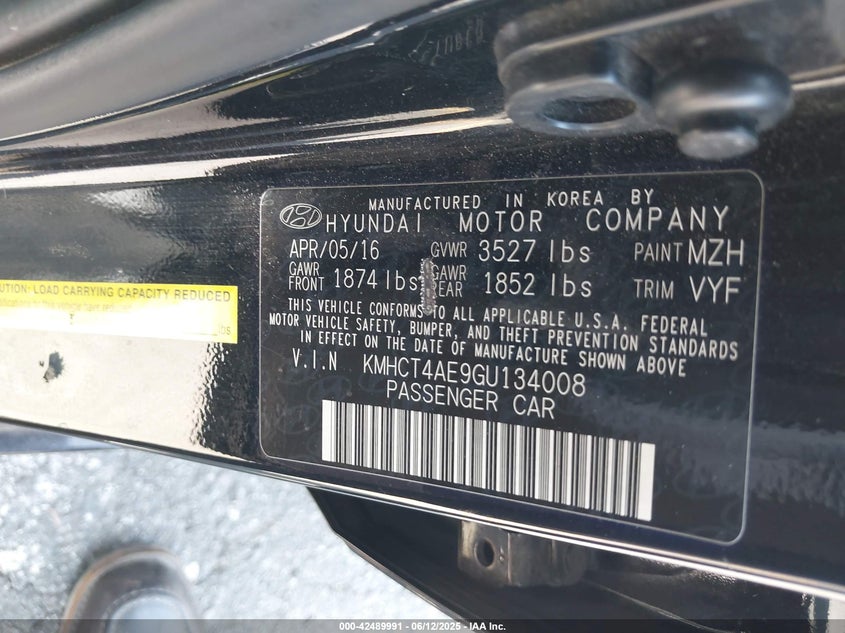 MANUFACTURED IN KOREA BY
HYUNDAI MOTOR COMPANY
APR/05/16 GVWR 3527 lbs PAINT MZH
GAWR FRONT 1874 lbs GAWR REAR 1852 lbs TRIM VYF
THIS VEHICLE CONFORMS TO ALL APPLICABLE U.S.A. FEDERAL
MOTOR VEHICLE SAFETY, BUMPER, AND THEFT PREVENTION STANDARDS
IN EFFECT ON THE DATE OF MANUFACTURE SHOWN ABOVE
V.I.N KMHCT4AE9GU134008
PASSENGER CAR
CAUTION: LOAD CARRYING CAPACITY REDUCED
lbs
000-42489991 - 06/12/2025 - IAA Inc.